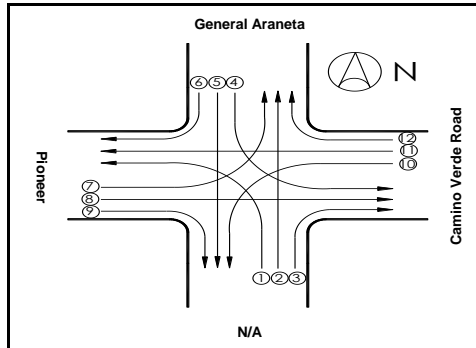 General Araneta
N
6 5 4
12
11
10
Pioneer
7
8
9
Camino Verde Road
1 2 3
N/A